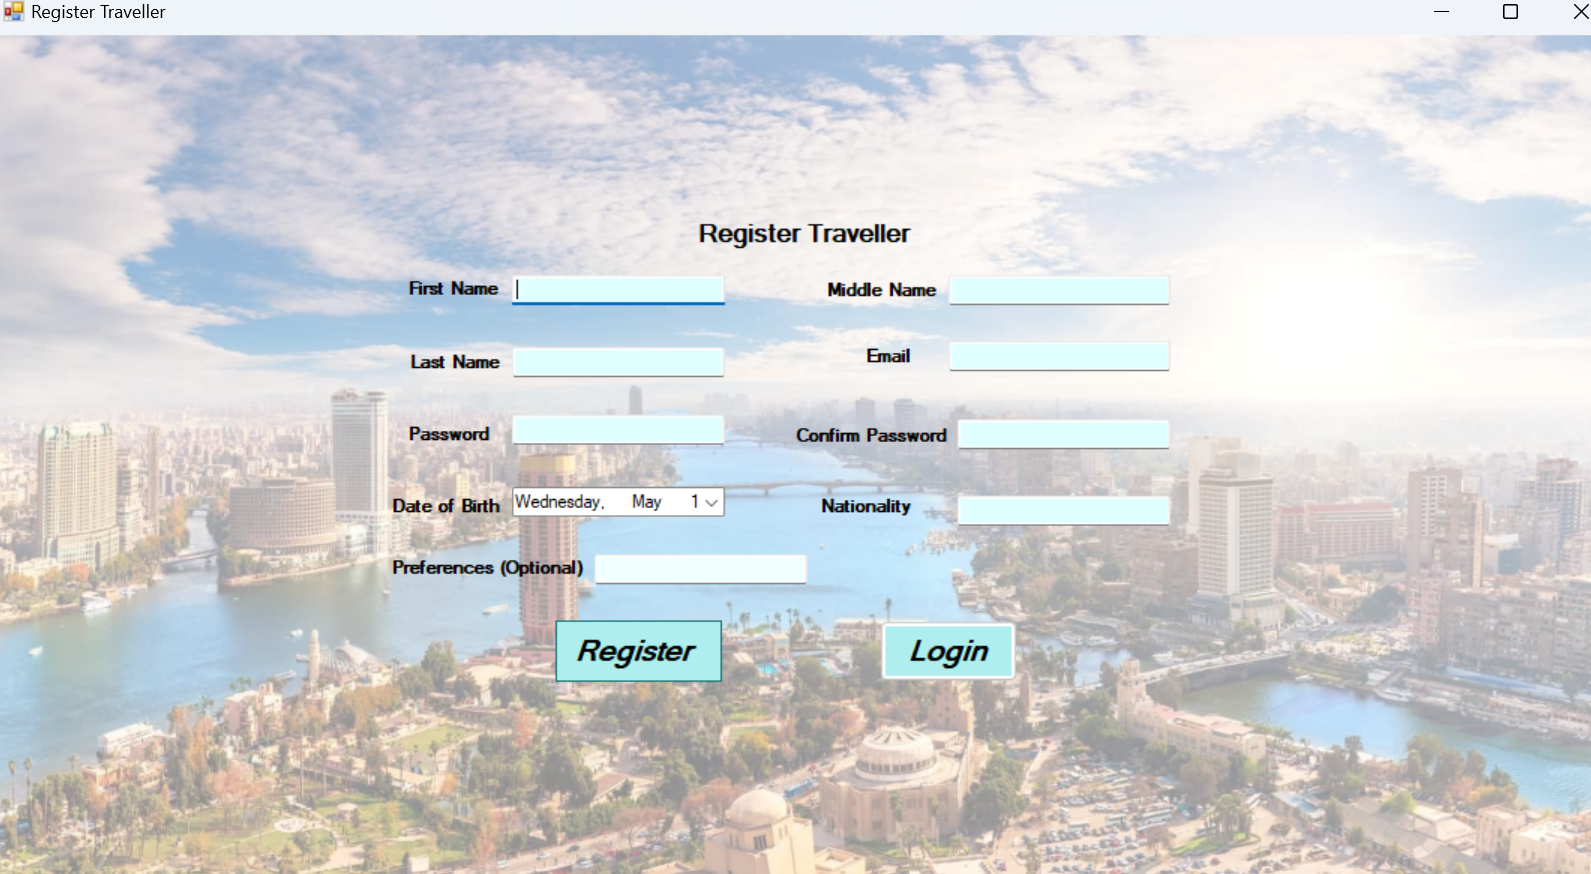 Register Traveller
Register Traveller
First Name
Middle Name
Last Name
Email
Password
Confirm Password
Date of Birth Wednesday, May 1
Nationality
Preferences (Optional)
Register
Login